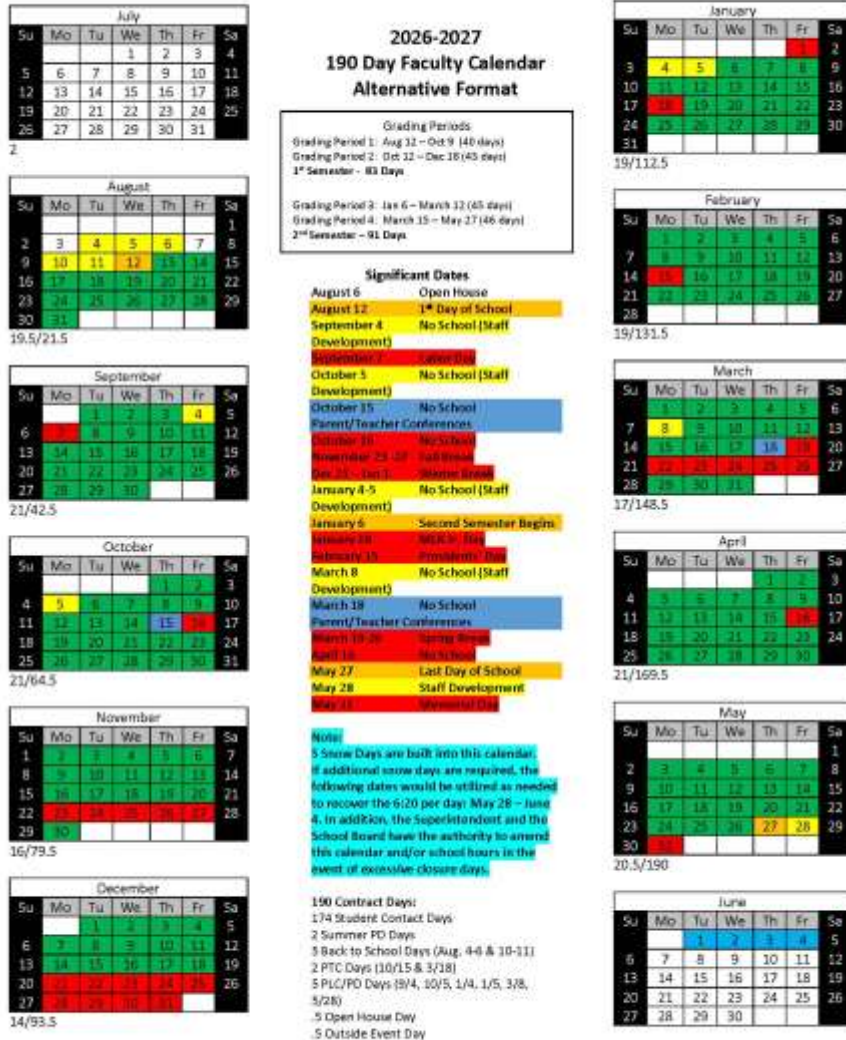 July
Su Mo Tu We Th Fr Sa
1 2 3 4
5 6 7 8 9 10 11
12 13 14 15 16 17 18
19 20 21 22 23 24 25
26 27 28 29 30 31
2
August
Su Mo Tu We Th Fr Sa
1
2 3 4 5 6 7 8
9 10 11 12 13 14 15
16 17 18 19 20 21 22
23 24 25 26 27 28 29
30 31
19.5/21.5
September
Su Mo Tu We Th Fr Sa
1 2 3 4 5
6 7 8 9 10 11 12
13 14 15 16 17 18 19
20 21 22 23 24 25 26
27 28 29 30
21/42.5
October
Su Mo Tu We Th Fr Sa
1 2 3
4 5 6 7 8 9 10
11 12 13 14 15 16 17
18 19 20 21 22 23 24
25 26 27 28 29 30 31
21/64.5
November
Su Mo Tu We Th Fr Sa
1 2 3 4 5 6 7
8 9 10 11 12 13 14
15 16 17 18 19 20 21
22 23 24 25 26 27 28
29 30
16/79.5
December
Su Mo Tu We Th Fr Sa
1 2 3 4 5
6 7 8 9 10 11 12
13 14 15 16 17 18 19
20 21 22 23 24 25 26
27 28 29 30 31
14/93.5
2026-2027
190 Day Faculty Calendar
Alternative Format
Grading Periods
Grading Period 1: Aug 12 – Oct 9 (40 days)
Grading Period 2: Oct 12 – Dec 18 (43 days)
1st Semester - 83 Days
Grading Period 3: Jan 6 – March 12 (45 days)
Grading Period 4: March 15 – May 27 (46 days)
2nd Semester – 91 Days
Significant Dates
August 6 Open House
August 12 1st Day of School
September 4 No School (Staff
Development)
September 7 Labor Day
October 5 No School (Staff
Development)
October 15 No School
Parent/Teacher Conferences
October 16 No School
November 23 -27 Fall Break
Dec 21 – Jan 1 Winter Break
January 4-5 No School (Staff
Development)
January 6 Second Semester Begins
January 18 MLK Jr. Day
February 15 Presidents' Day
March 8 No School (Staff
Development)
March 18 No School
Parent/Teacher Conferences
March 19-26 Spring Break
April 16 No School
May 27 Last Day of School
May 28 Staff Development
May 31 Memorial Day
Note:
5 Snow Days are built into this calendar.
If additional snow days are required, the
following dates would be utilized as needed
to recover the 6:20 per day: May 28 – June
4. In addition, the Superintendent and the
School Board have the authority to amend
this calendar and/or school hours in the
event of excessive closure days.
190 Contract Days:
174 Student Contact Days
2 Summer PD Days
5 Back to School Days (Aug. 4-6 & 10-11)
2 PTC Days (10/15 & 3/18)
5 PLC/PD Days (9/4, 10/5, 1/4, 1/5, 3/8,
5/28)
.5 Open House Day
.5 Outside Event Day
January
Su Mo Tu We Th Fr Sa
1 2
3 4 5 6 7 8 9
10 11 12 13 14 15 16
17 18 19 20 21 22 23
24 25 26 27 28 29 30
31
19/112.5
February
Su Mo Tu We Th Fr Sa
1 2 3 4 5 6
7 8 9 10 11 12 13
14 15 16 17 18 19 20
21 22 23 24 25 26 27
28
19/131.5
March
Su Mo Tu We Th Fr Sa
1 2 3 4 5 6
7 8 9 10 11 12 13
14 15 16 17 18 19 20
21 22 23 24 25 26 27
28 29 30 31
17/148.5
April
Su Mo Tu We Th Fr Sa
1 2 3
4 5 6 7 8 9 10
11 12 13 14 15 16 17
18 19 20 21 22 23 24
25 26 27 28 29 30
21/169.5
May
Su Mo Tu We Th Fr Sa
1
2 3 4 5 6 7 8
9 10 11 12 13 14 15
16 17 18 19 20 21 22
23 24 25 26 27 28 29
30 31
20.5/190
June
Su Mo Tu We Th Fr Sa
1 2 3 4 5
6 7 8 9 10 11 12
13 14 15 16 17 18 19
20 21 22 23 24 25 26
27 28 29 30